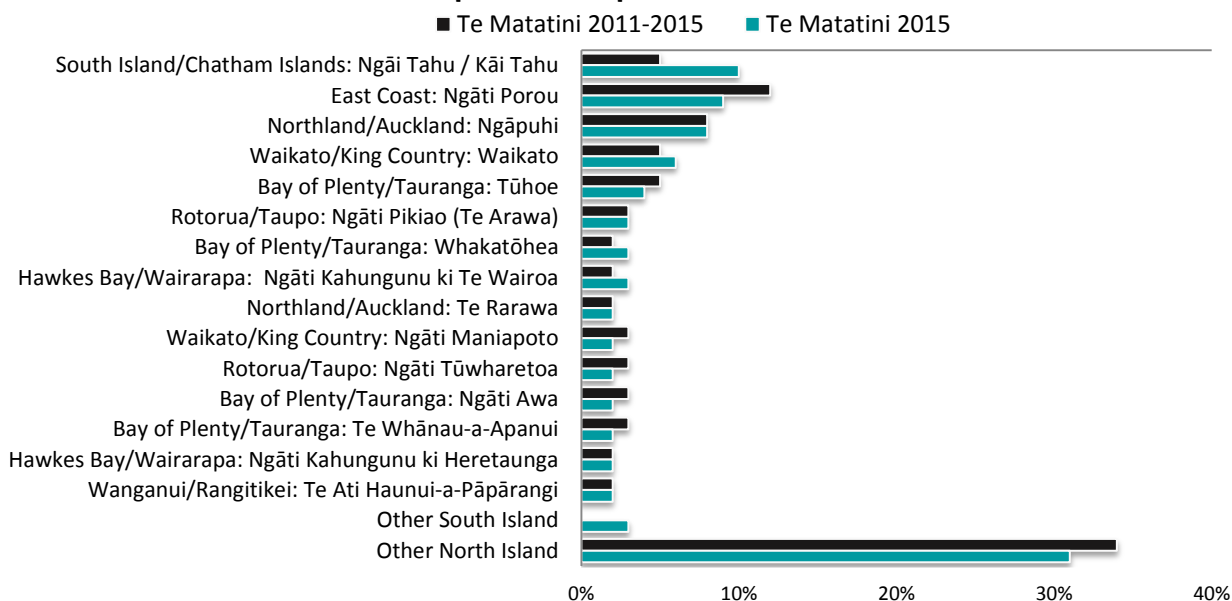 ■ Te Matatini 2011-2015 ■ Te Matatini 2015
South Island/Chatham Islands: Ngāi Tahu / Kāi Tahu
East Coast: Ngāti Porou
Northland/Auckland: Ngāpuhi
Waikato/King Country: Waikato
Bay of Plenty/Tauranga: Tūhoe
Rotorua/Taupo: Ngāti Pikiao (Te Arawa)
Bay of Plenty/Tauranga: Whakatōhea
Hawkes Bay/Wairarapa: Ngāti Kahungunu ki Te Wairoa
Northland/Auckland: Te Rarawa
Waikato/King Country: Ngāti Maniapoto
Rotorua/Taupo: Ngāti Tūwharetoa
Bay of Plenty/Tauranga: Ngāti Awa
Bay of Plenty/Tauranga: Te Whānau-a-Apanui
Hawkes Bay/Wairarapa: Ngāti Kahungunu ki Heretaunga
Wanganui/Rangitikei: Te Ati Haunui-a-Pāpārangi
Other South Island
Other North Island
0% 10% 20% 30% 40%